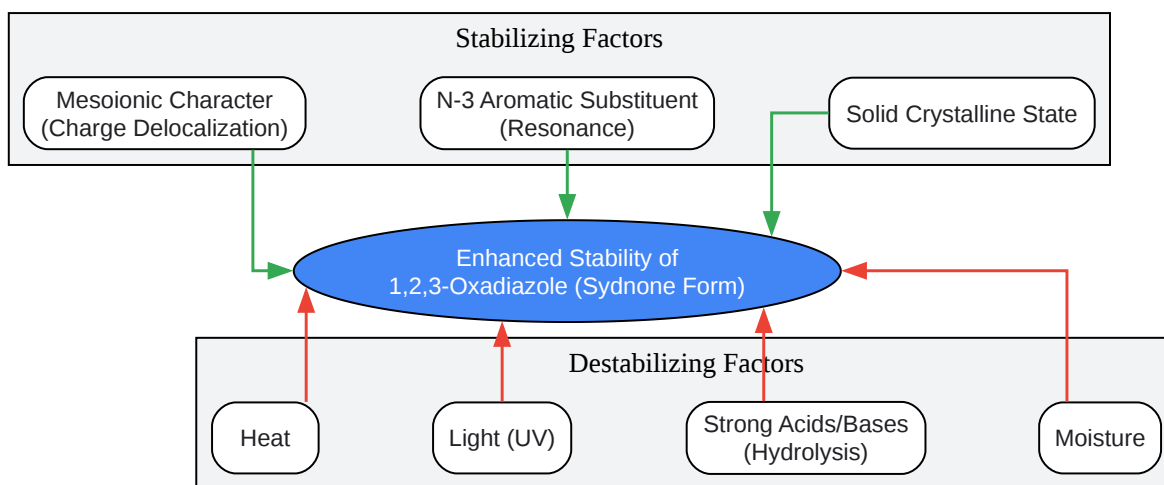 Stabilizing Factors
Mesoionic Character
(Charge Delocalization)
N-3 Aromatic Substituent
(Resonance)
Solid Crystalline State
Enhanced Stability of
1,2,3-Oxadiazole (Sydnone Form)
Destabilizing Factors
Heat
Light (UV)
Strong Acids/Bases
(Hydrolysis)
Moisture